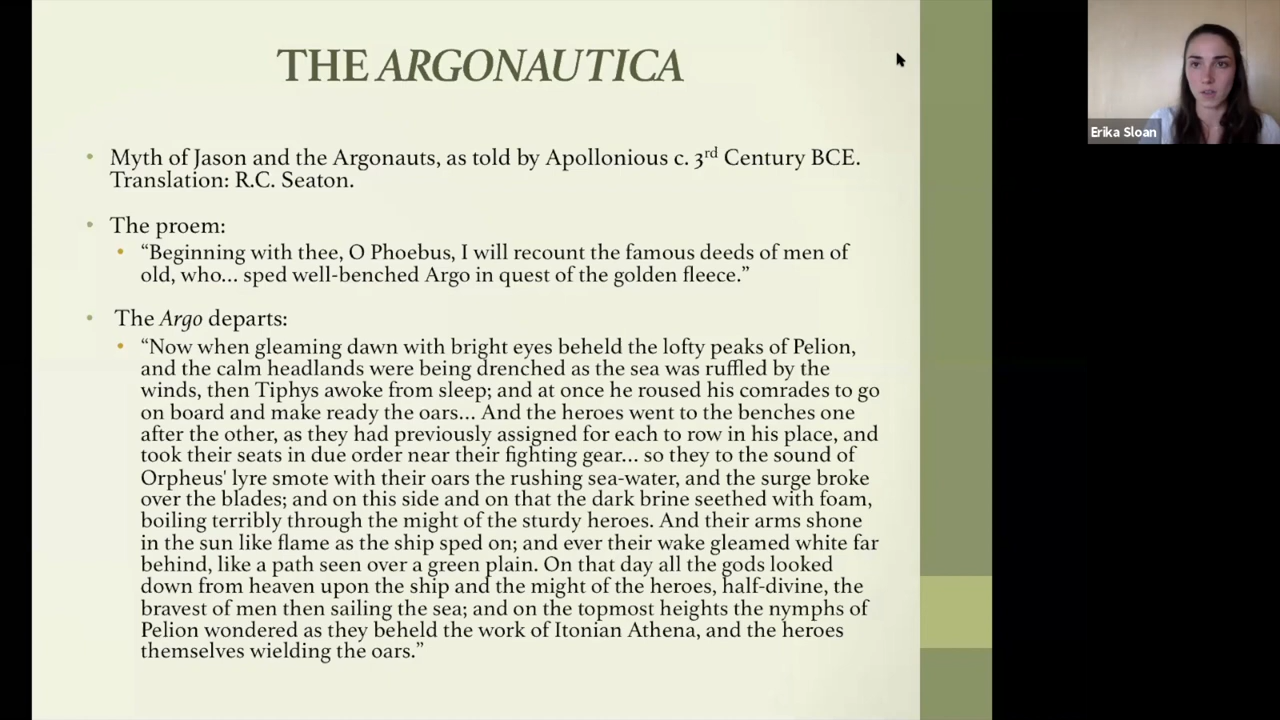 THE ARGONAUTICA
Erika Sloan
• Myth of Jason and the Argonauts, as told by Apollonious c. 3rd Century BCE.
Translation: R.C. Seaton.
• The proem:
• “Beginning with thee, O Phoebus, I will recount the famous deeds of men of
old, who... sped well-benched Argo in quest of the golden fleece.”
• The Argo departs:
• “Now when gleaming dawn with bright eyes beheld the lofty peaks of Pelion,
and the calm headlands were being drenched as the sea was ruffled by the
winds, then Tiphys awoke from sleep; and at once he roused his comrades to go
on board and make ready the oars... And the heroes went to the benches one
after the other, as they had previously assigned for each to row in his place, and
took their seats in due order near their fighting gear... so they to the sound of
Orpheus' lyre smote with their oars the rushing sea-water, and the surge broke
over the blades; and on this side and on that the dark brine seethed with foam,
boiling terribly through the might of the sturdy heroes. And their arms shone
in the sun like flame as the ship sped on; and ever their wake gleamed white far
behind, like a path seen over a green plain. On that day all the gods looked
down from heaven upon the ship and the might of the heroes, half-divine, the
bravest of men then sailing the sea; and on the topmost heights the nymphs of
Pelion wondered as they beheld the work of Itonian Athena, and the heroes
themselves wielding the oars.”